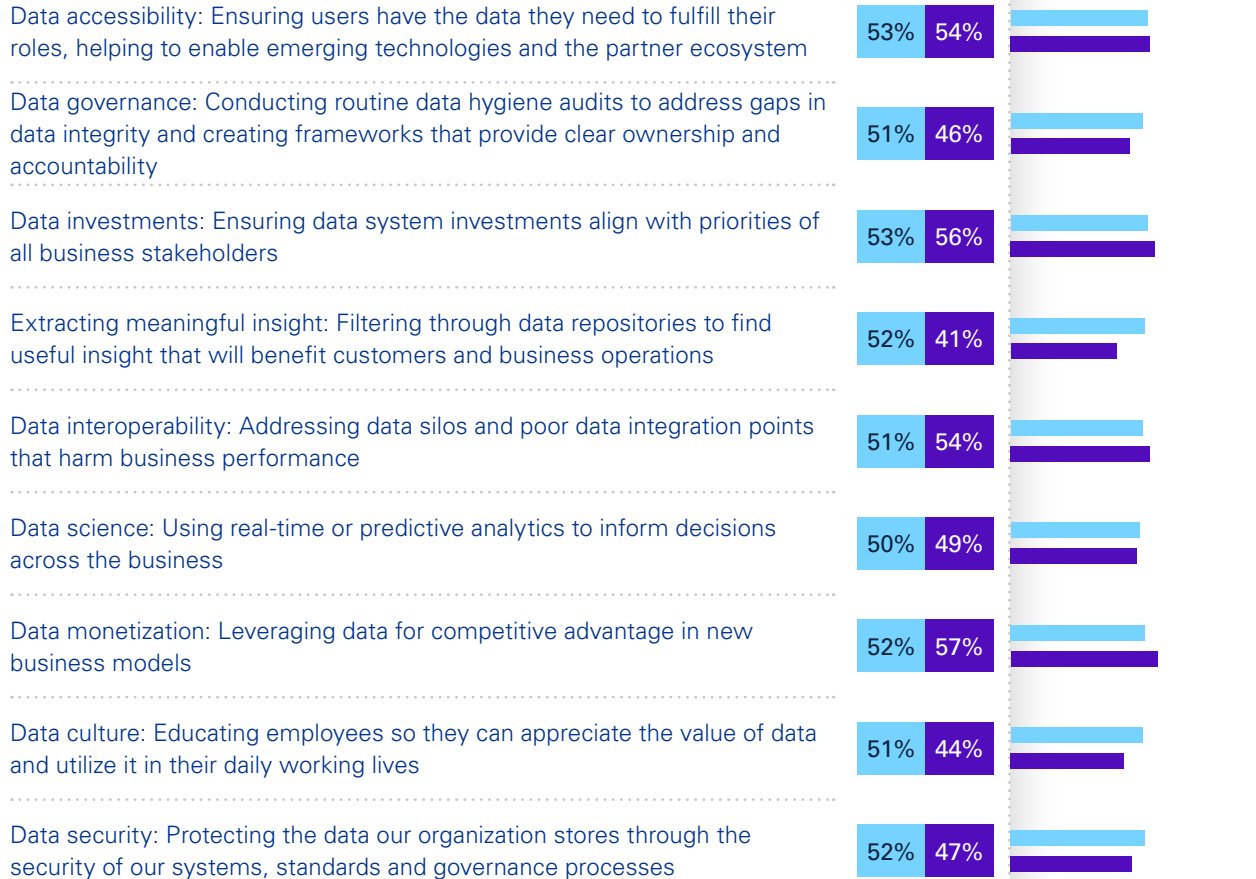 Data accessibility: Ensuring users have the data they need to fulfill their
roles, helping to enable emerging technologies and the partner ecosystem
53% 54%
Data governance: Conducting routine data hygiene audits to address gaps in
data integrity and creating frameworks that provide clear ownership and
accountability
51% 46%
Data investments: Ensuring data system investments align with priorities of
all business stakeholders
53% 56%
Extracting meaningful insight: Filtering through data repositories to find
useful insight that will benefit customers and business operations
52% 41%
Data interoperability: Addressing data silos and poor data integration points
that harm business performance
51% 54%
Data science: Using real-time or predictive analytics to inform decisions
across the business
50% 49%
Data monetization: Leveraging data for competitive advantage in new
business models
52% 57%
Data culture: Educating employees so they can appreciate the value of data
and utilize it in their daily working lives
51% 44%
Data security: Protecting the data our organization stores through the
security of our systems, standards and governance processes
52% 47%